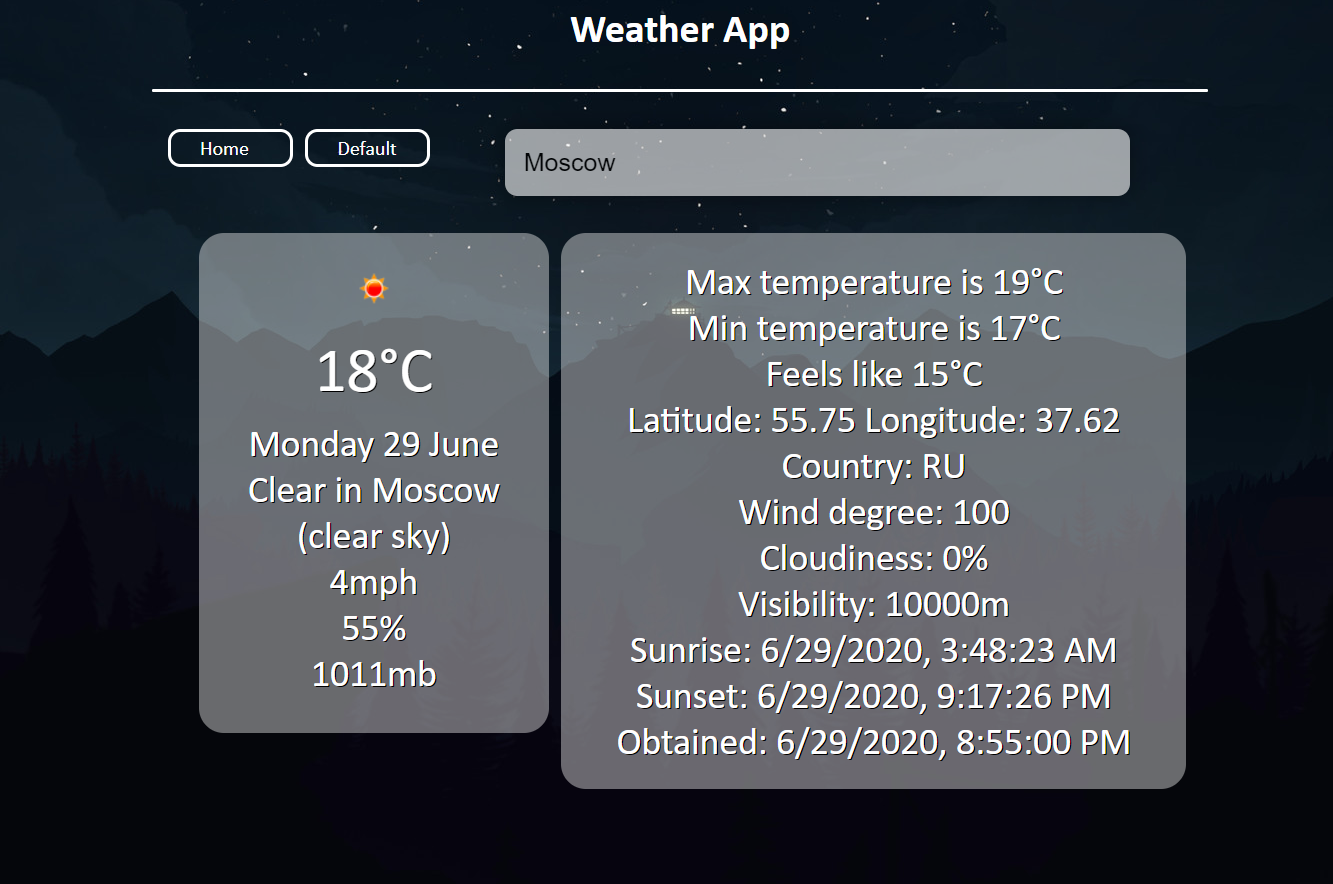 Weather App
Home
Default
Moscow
18°C
Monday 29 June
Clear in Moscow
(clear sky)
4mph
55%
1011mb
Max temperature is 19°C
Min temperature is 17°C
Feels like 15°C
Latitude: 55.75 Longitude: 37.62
Country: RU
Wind degree: 100
Cloudiness: 0%
Visibility: 10000m
Sunrise: 6/29/2020, 3:48:23 AM
Sunset: 6/29/2020, 9:17:26 PM
Obtained: 6/29/2020, 8:55:00 PM